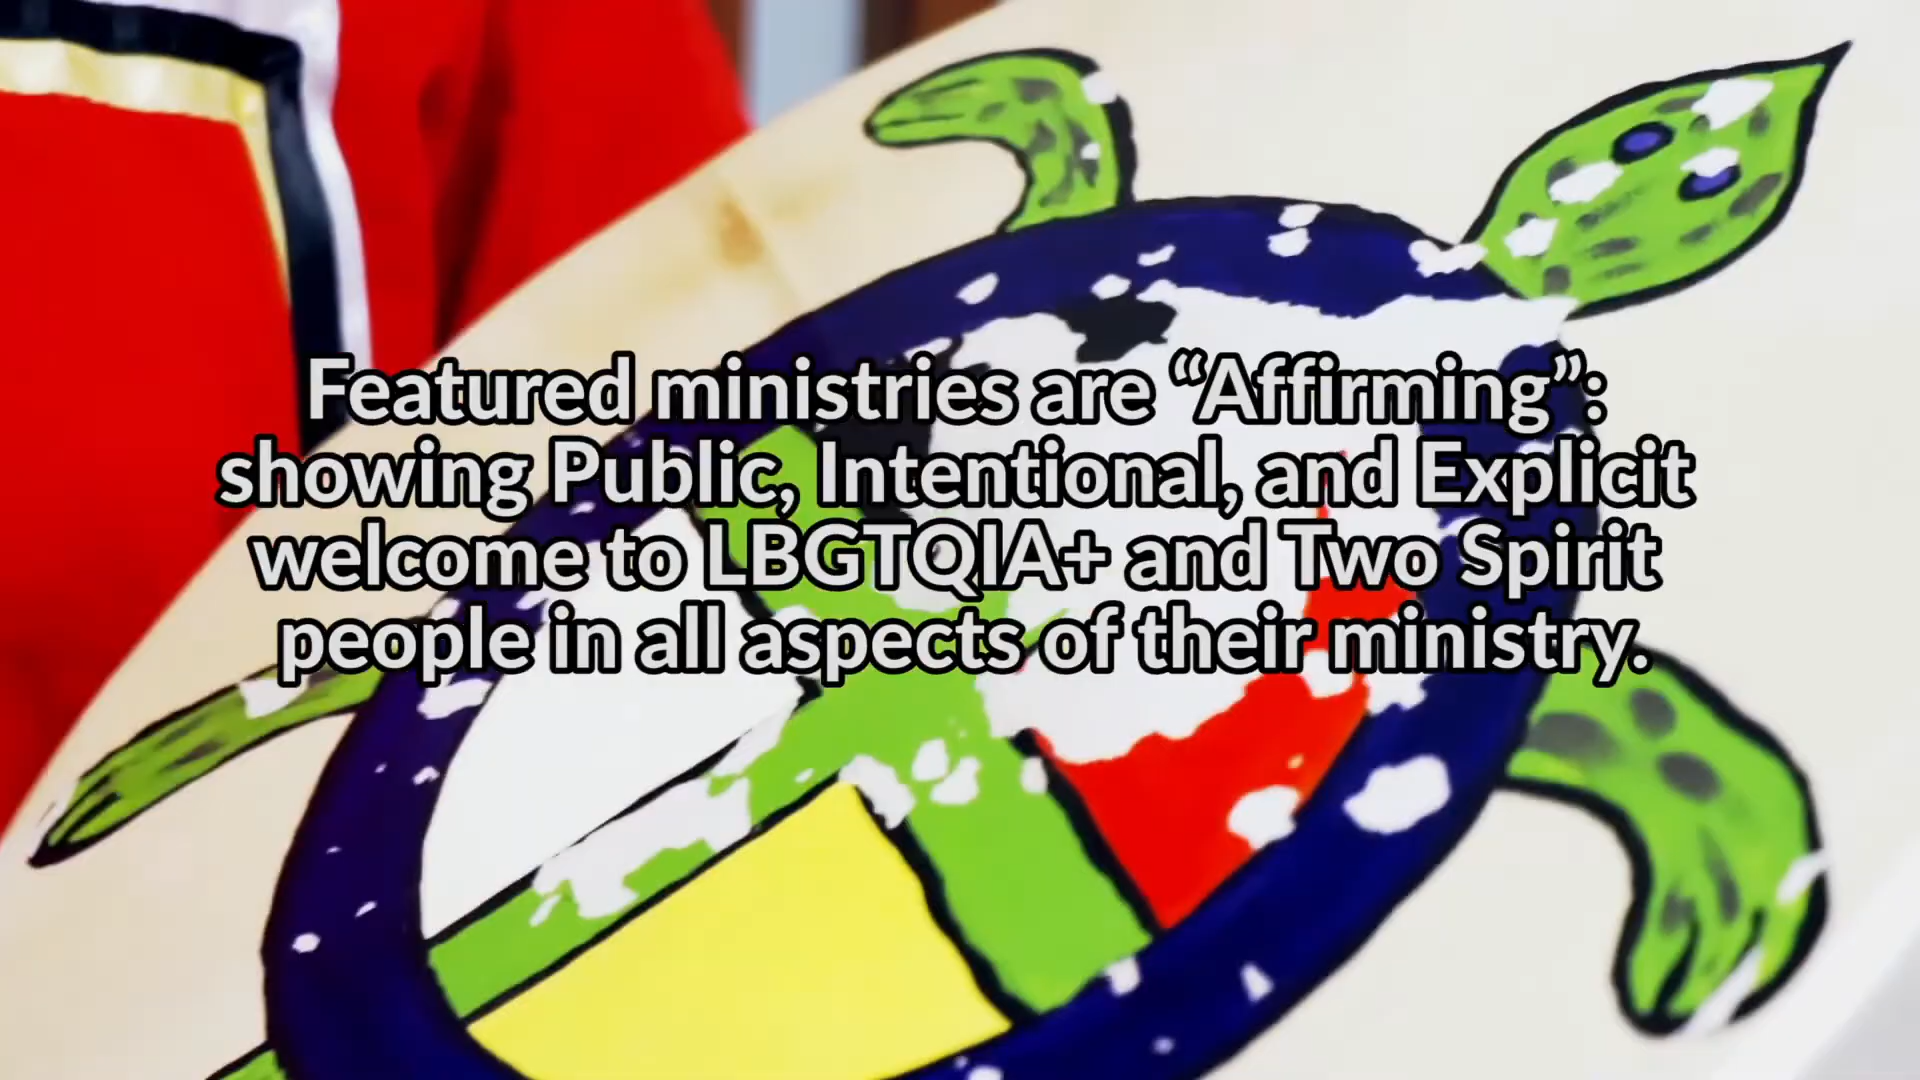 Featured ministries are “Affirming”:
showing Public, Intentional, and Explicit
welcome to LBGTQIA+ and Two Spirit
people in all aspects of their ministry.